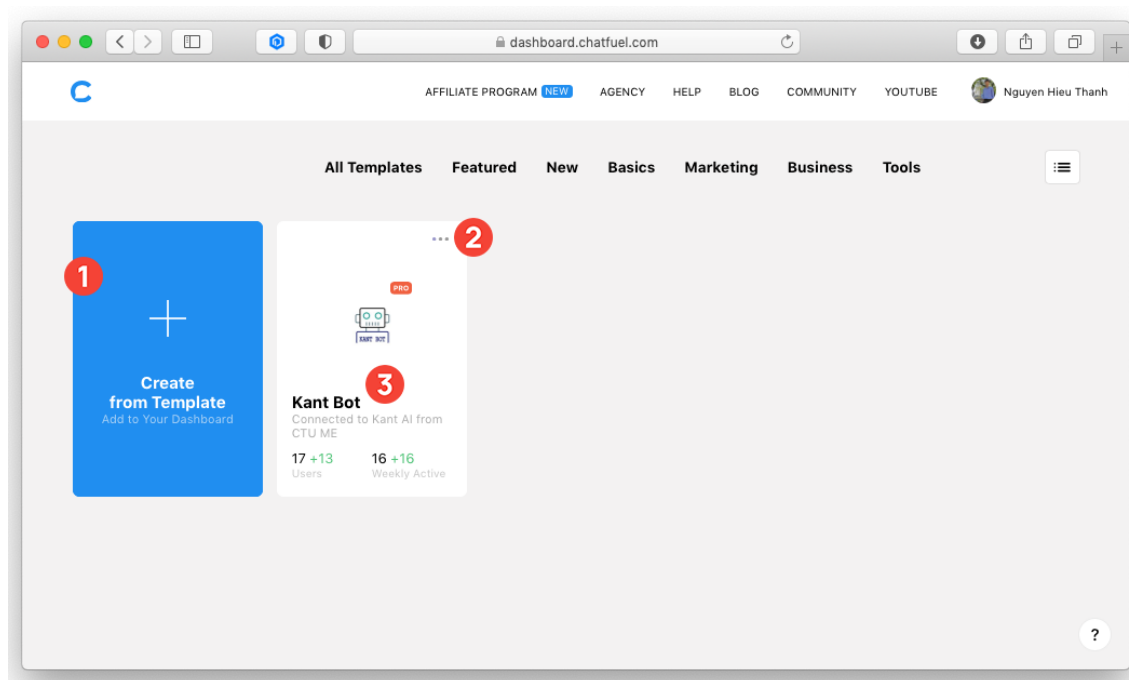 dashboard.chatfuel.com
AFFILIATE PROGRAM NEW AGENCY HELP BLOG COMMUNITY YOUTUBE Nguyen Hieu Thanh
All Templates Featured New Basics Marketing Business Tools
1
Create
from Template
Add to Your Dashboard
2
PRO
KANT BOT
3
Kant Bot
Connected to Kant AI from
CTU ME
17 +13 16 +16
Users Weekly Active
?